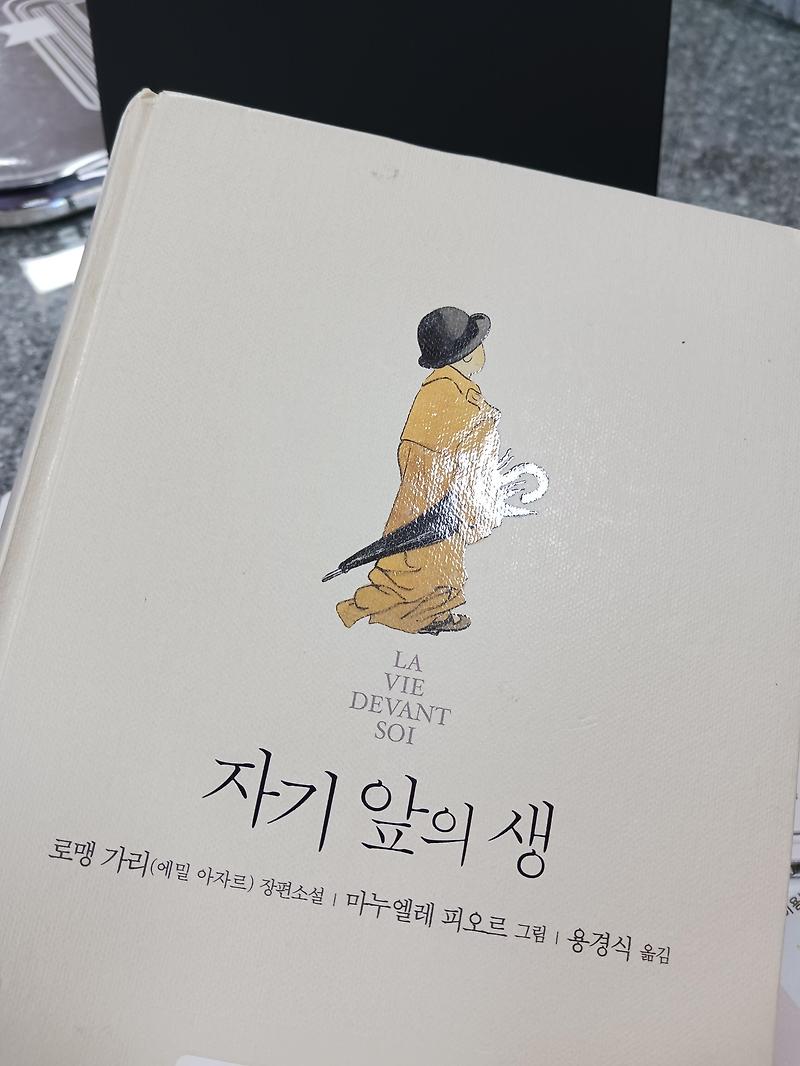 LA
VIE
DEVANT
SOI
자기 앞의 생
로맹 가리(에밀 아자르) 장편소설 | 마누엘레 피오르 그림 | 용경식 옮김